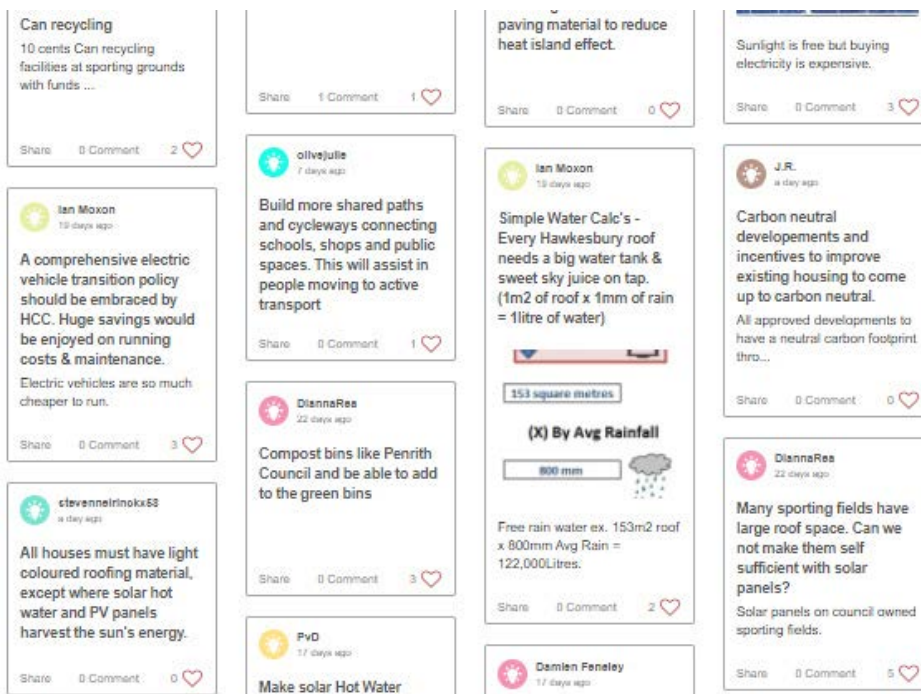 Can recycling
10 cents Can recycling
facilities at sporting grounds
with funds ...
Share 0 Comment 2
Ian Moxon
19 days ago
A comprehensive electric
vehicle transition policy
should be embraced by
HCC. Huge savings would
be enjoyed on running
costs & maintenance.
Electric vehicles are so much
cheaper to run.
Share 0 Comment 3
stevenneirinckx58
a day ago
All houses must have light
coloured roofing material,
except where solar hot
water and PV panels
harvest the sun's energy.
Share 0 Comment 0
Share 1 Comment 1
olivejulie
7 days ago
Build more shared paths
and cycleways connecting
schools, shops and public
spaces. This will assist in
people moving to active
transport
Share 0 Comment 1
DiannaRea
22 days ago
Compost bins like Penrith
Council and be able to add
to the green bins
Share 0 Comment 3
PvD
17 days ago
Make solar Hot Water
paving material to reduce
heat island effect.
Share 0 Comment 0
Ian Moxon
19 days ago
Simple Water Calc's -
Every Hawkesbury roof
needs a big water tank &
sweet sky juice on tap.
(1m2 of roof x 1mm of rain
= 1litre of water)
153 square metres
(X) By Avg Rainfall
800 mm
Free rain water ex. 153m2 roof
x 800mm Avg Rain =
122,000Litres.
Share 0 Comment 2
Damien Feneley
17 days ago
Sunlight is free but buying
electricity is expensive.
Share 0 Comment 3
J.R.
a day ago
Carbon neutral
developements and
incentives to improve
existing housing to come
up to carbon neutral.
All approved developments to
have a neutral carbon footprint
thro...
Share 0 Comment 0
DiannaRea
22 days ago
Many sporting fields have
large roof space. Can we
not make them self
sufficient with solar
panels?
Solar panels on council owned
sporting fields.
Share 0 Comment 5